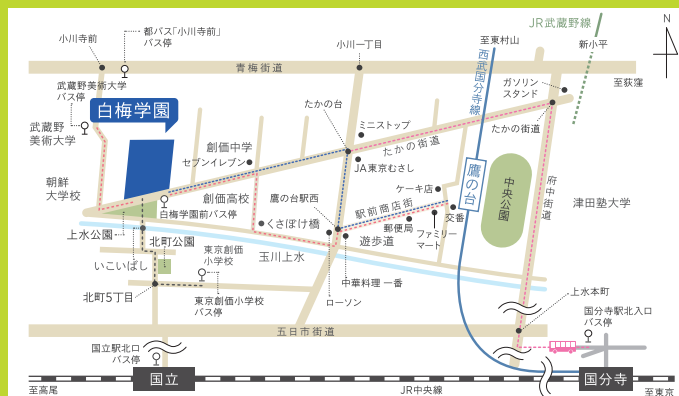 JR武蔵野線
N
都バス「小川寺前」
バス停
小川寺前
小川一丁目
至東村山
新小平
青梅街道
至荻窪
西武国分寺線
ガソリン
スタンド
武蔵野美術大学
バス停
白梅学園
たかの台
ミニストップ
たかの街道
たかの街道
武蔵野
美術大学
創価中学
セブンイレブン
JA東京むさし
朝鮮
大学校
創価高校
鷹の台駅西
ケーキ店
鷹の台
中央公園
府中街道
津田塾大学
白梅学園前バス停
駅前商店街
交番
くさぼけ橋
郵便局
ファミリー
マート
上水公園
北町公園
遊歩道
東京創価
小学校
玉川上水
いこいばし
中華料理 一番
北町5丁目
東京創価小学校
バス停
ローソン
上水本町
国分寺駅北入口
バス停
五日市街道
国立駅北口
バス停
国立
国分寺
至高尾
JR中央線
至東京